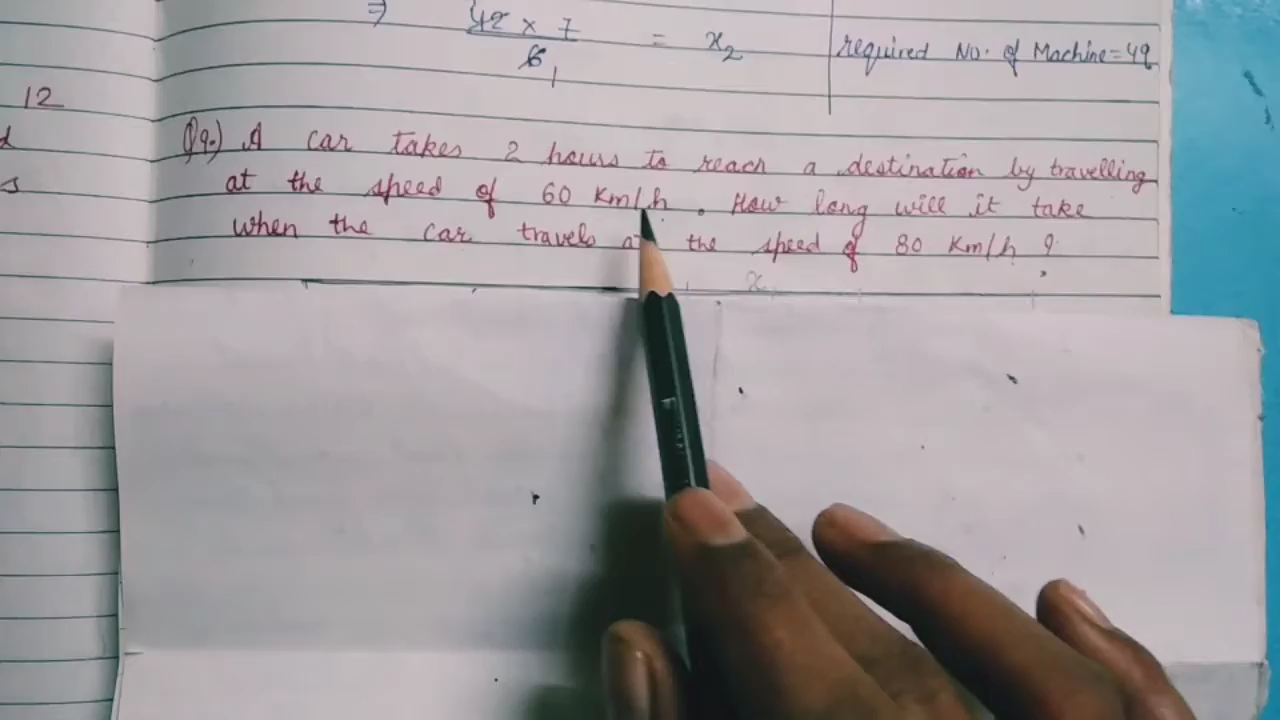 12
⇒ 42 x 7 / 6 = x₂
1
required No. of Machine = 49
Q9.) A car takes 2 hours to reach a destination by travelling
at the speed of 60 Km/h. How long will it take
when the car travels at the speed of 80 Km/h ?
x